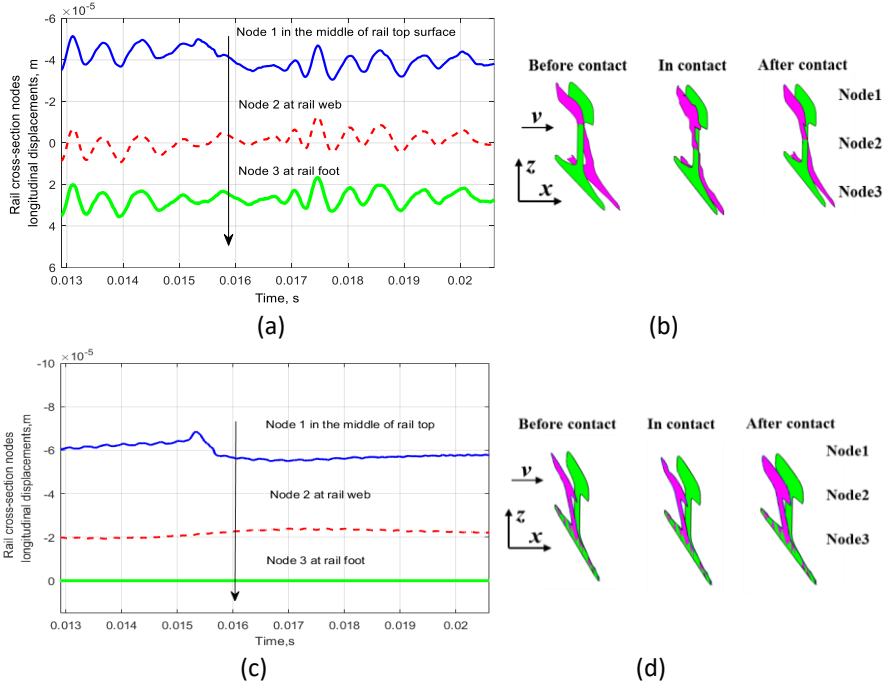 ×10⁻⁵
-6
-4
-2
0
2
4
6
Rail cross-section nodes
longitudinal displacements, m
Node 1 in the middle of rail top surface
Node 2 at rail web
Node 3 at rail foot
0.013 0.014 0.015 0.016 0.017 0.018 0.019 0.02
Time, s
(a)
Before contact In contact After contact
v
z
x
Node1
Node2
Node3
(b)
×10⁻⁵
-10
-8
-6
-4
-2
0
Rail cross-section nodes
longitudinal displacements,m
Node 1 in the middle of rail top
Node 2 at rail web
Node 3 at rail foot
0.013 0.014 0.015 0.016 0.017 0.018 0.019 0.02
Time,s
(c)
Before contact In contact After contact
v
z
x
Node1
Node2
Node3
(d)